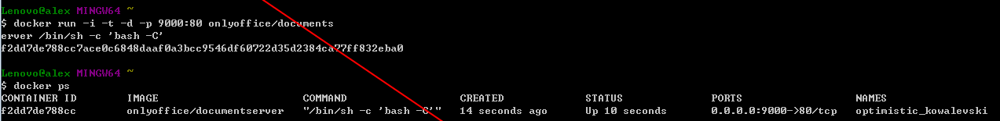 Lenovo@alex MINGW64 ~
$ docker run -i -t -d -p 9000:80 onlyoffice/documents
erver /bin/sh -c 'bash -C'
f2dd7de788cc7ace0c6848daaf0a3bcc9546df60722d35d2384ca77ff832eba0
Lenovo@alex MINGW64 ~
$ docker ps
CONTAINER ID IMAGE COMMAND CREATED STATUS PORTS NAMES
f2dd7de788cc onlyoffice/documentserver "/bin/sh -c 'bash -C'" 14 seconds ago Up 10 seconds 0.0.0.0:9000->80/tcp optimistic_kowalevski